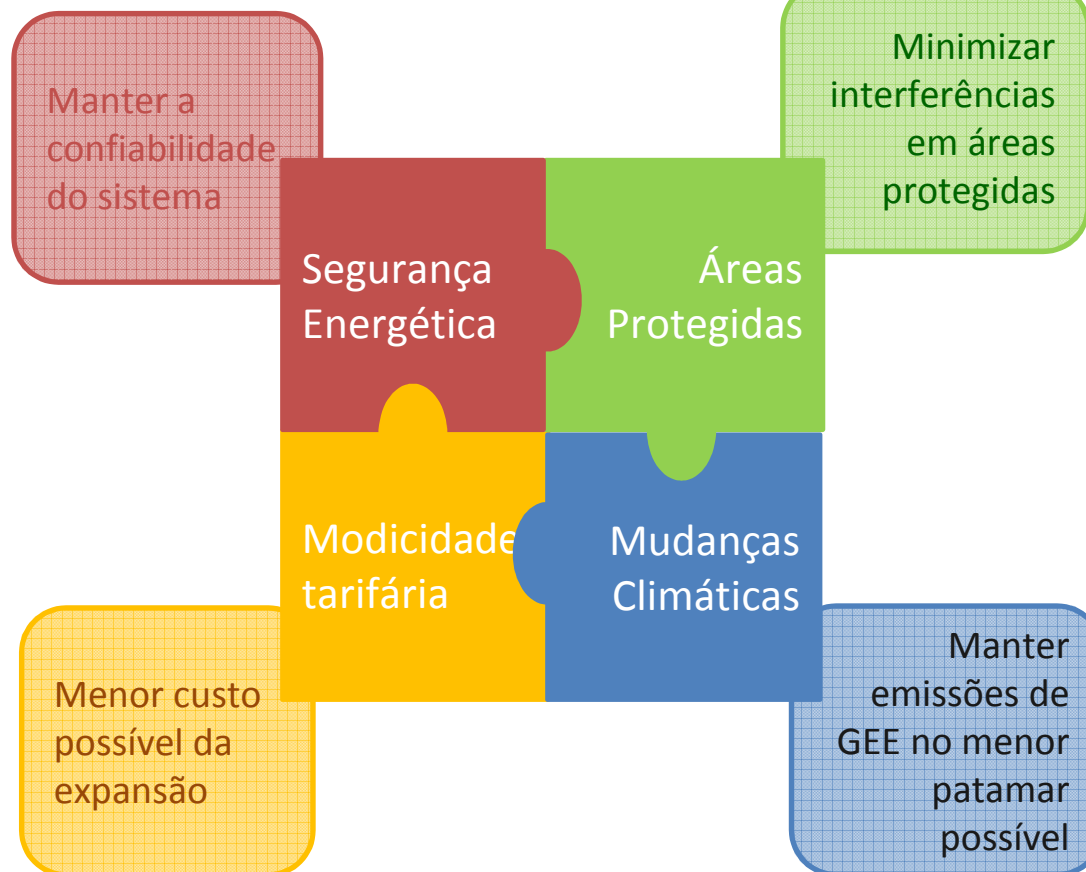 Manter a
confiabilidade
do sistema
Minimizar
interferências
em áreas
protegidas
Segurança
Energética
Áreas
Protegidas
Modicidade
tarifária
Mudanças
Climáticas
Menor custo
possível da
expansão
Manter
emissões de
GEE no menor
patamar
possível